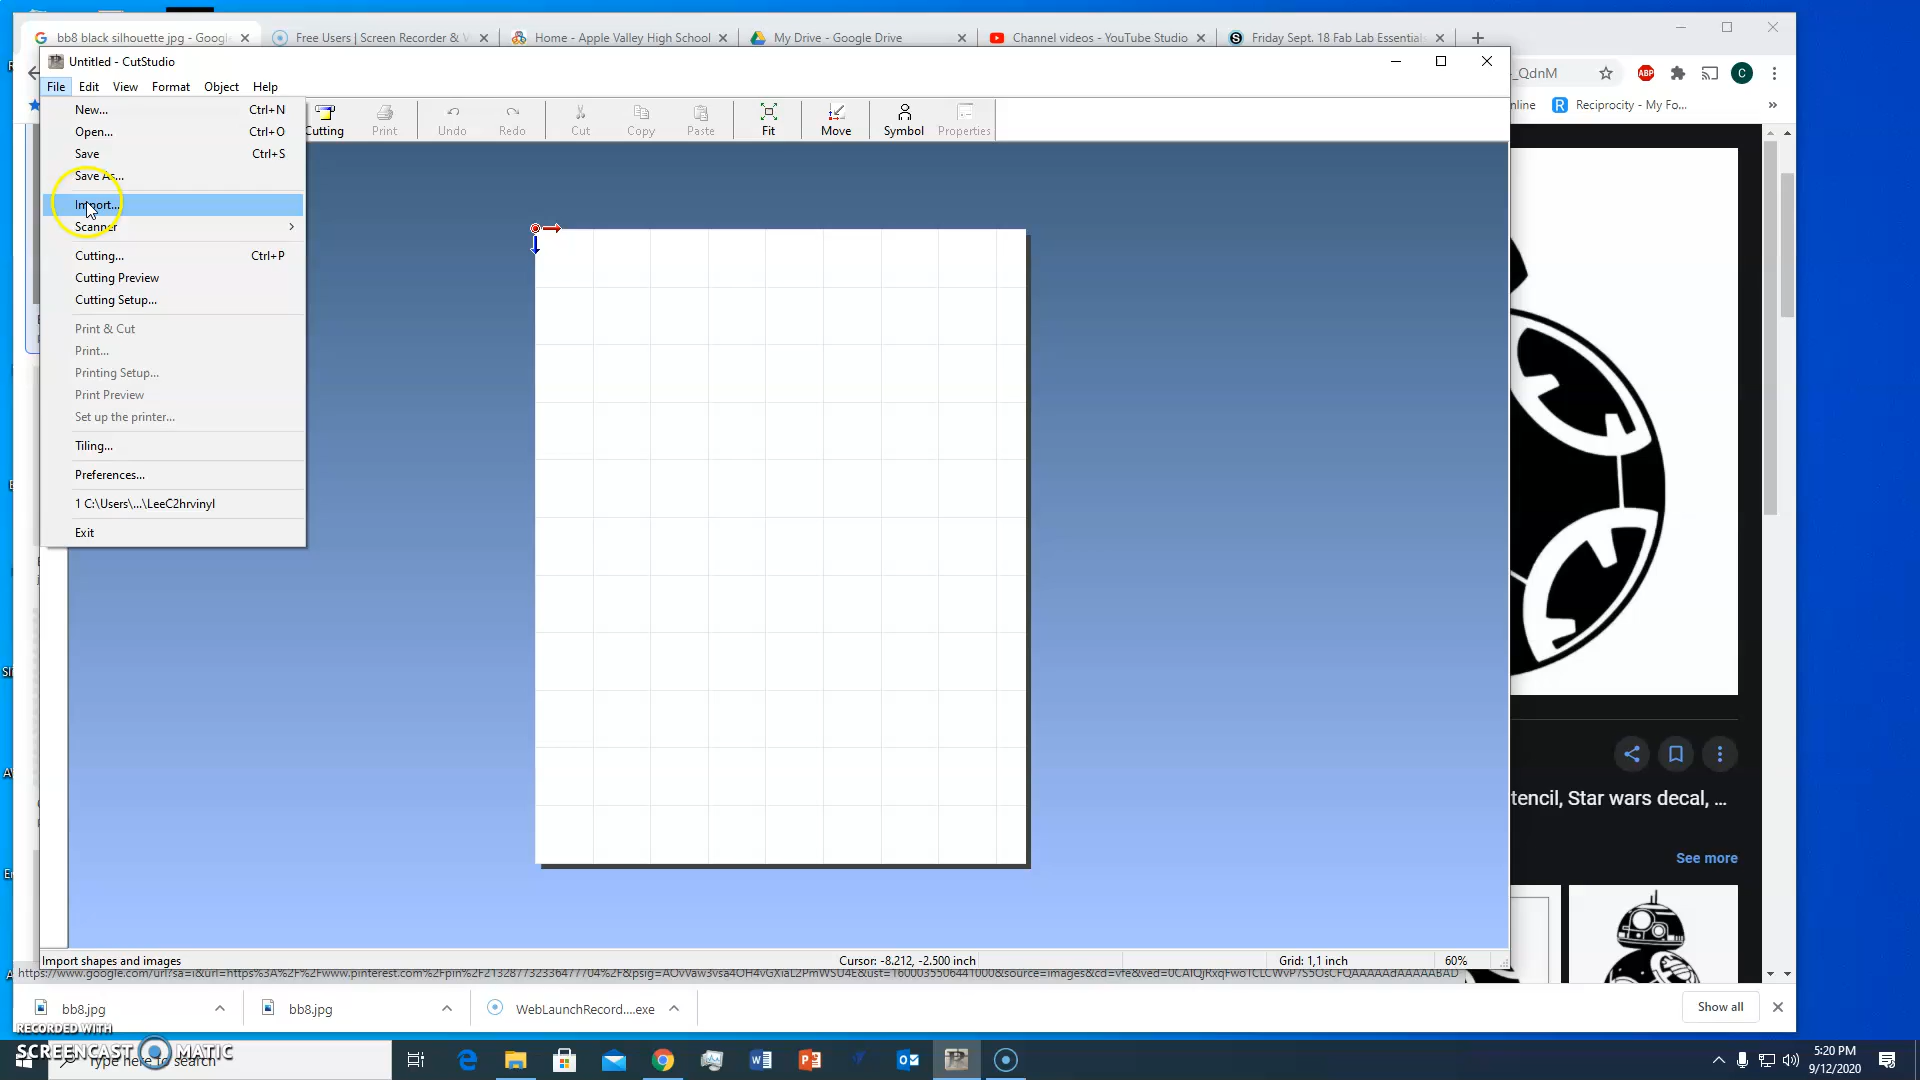 bb8 black silhouette jpg - Googl
Free Users | Screen Recorder & V
Home - Apple Valley High School
My Drive - Google Drive
Channel videos - YouTube Studio
Friday Sept. 18 Fab Lab Essential
Untitled - CutStudio
_QdnM
ABP
C
File Edit View Format Object Help
nline
R Reciprocity - My Fo...
New... Ctrl+N
Open... Ctrl+O
Save Ctrl+S
Save As...
Import...
Scanner
Cutting... Ctrl+P
Cutting Preview
Cutting Setup...
Print & Cut
Print...
Printing Setup...
Print Preview
Set up the printer...
Tiling...
Preferences...
1 C:\Users\...\LeeC2hrvinyl
Exit
Cutting Print Undo Redo Cut Copy Paste Fit Move Symbol Properties
tencil, Star wars decal, ...
See more
Import shapes and images
Cursor: -8.212, -2.500 inch
Grid: 1,1 inch
60%
bb8.jpg
bb8.jpg
WebLaunchRecord....exe
Show all
RECORDED WITH
SCREENCAST MATIC
Type here to search
5:20 PM
9/12/2020